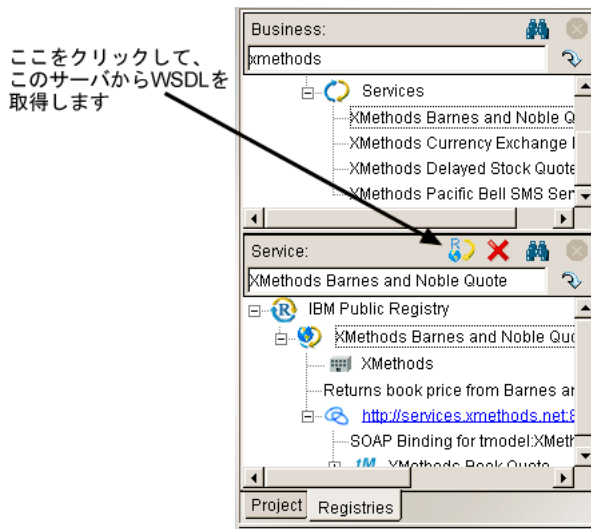 ここをクリックして、
このサーバからWSDLを
取得します
Business:
xmethods
Services
XMethods Barnes and Noble Q
XMethods Currency Exchange
XMethods Delayed Stock Quote
XMethods Pacific Bell SMS Ser
Service:
XMethods Barnes and Noble Quote
IBM Public Registry
XMethods Barnes and Noble Quo
XMethods
Returns book price from Barnes an
http://services.xmethods.net:8
SOAP Binding for tmodel:XMeth
XMethods Book Quote
Project Registries